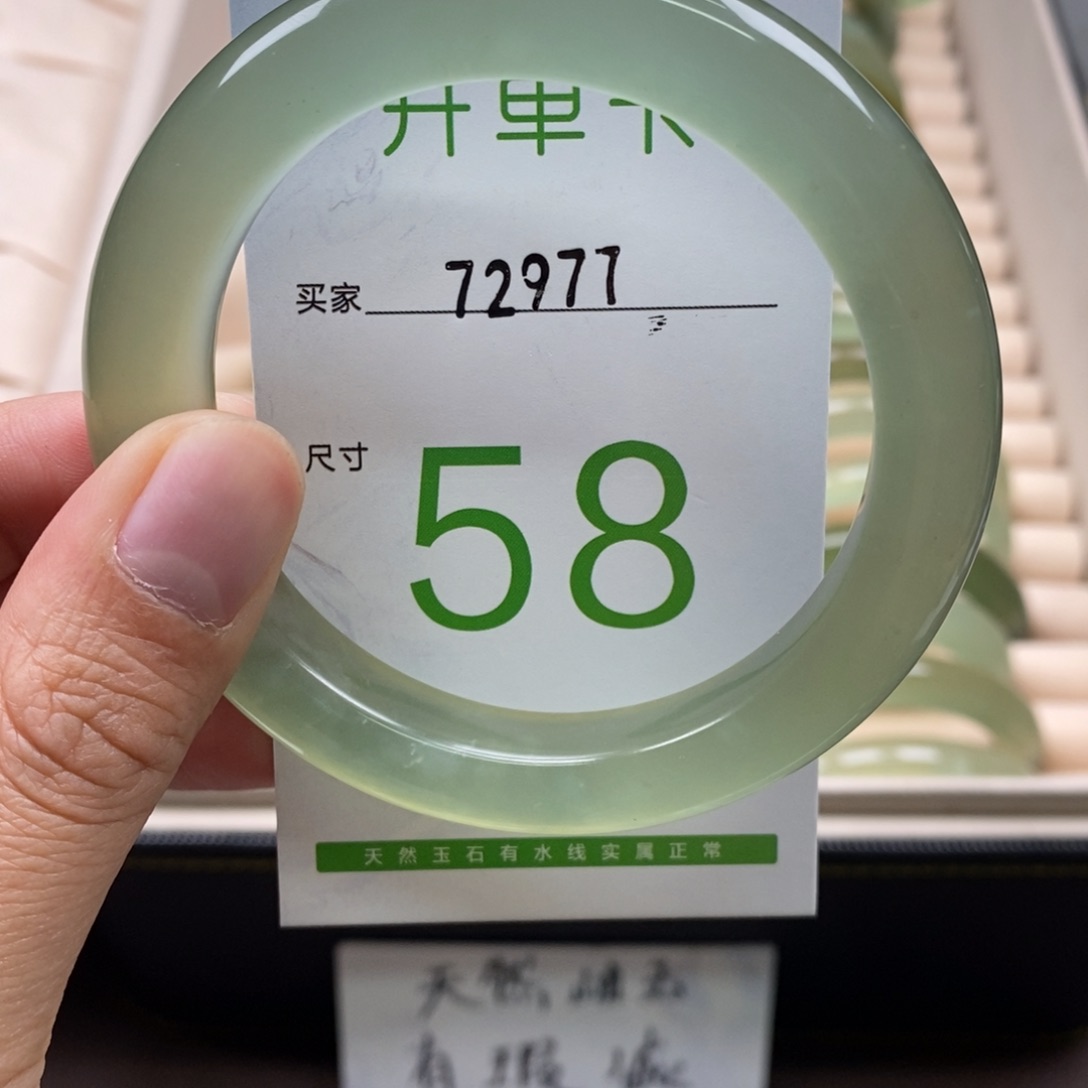 开单卡
买家 72977
尺寸 58
天然玉石有水线实属正常
天然
有